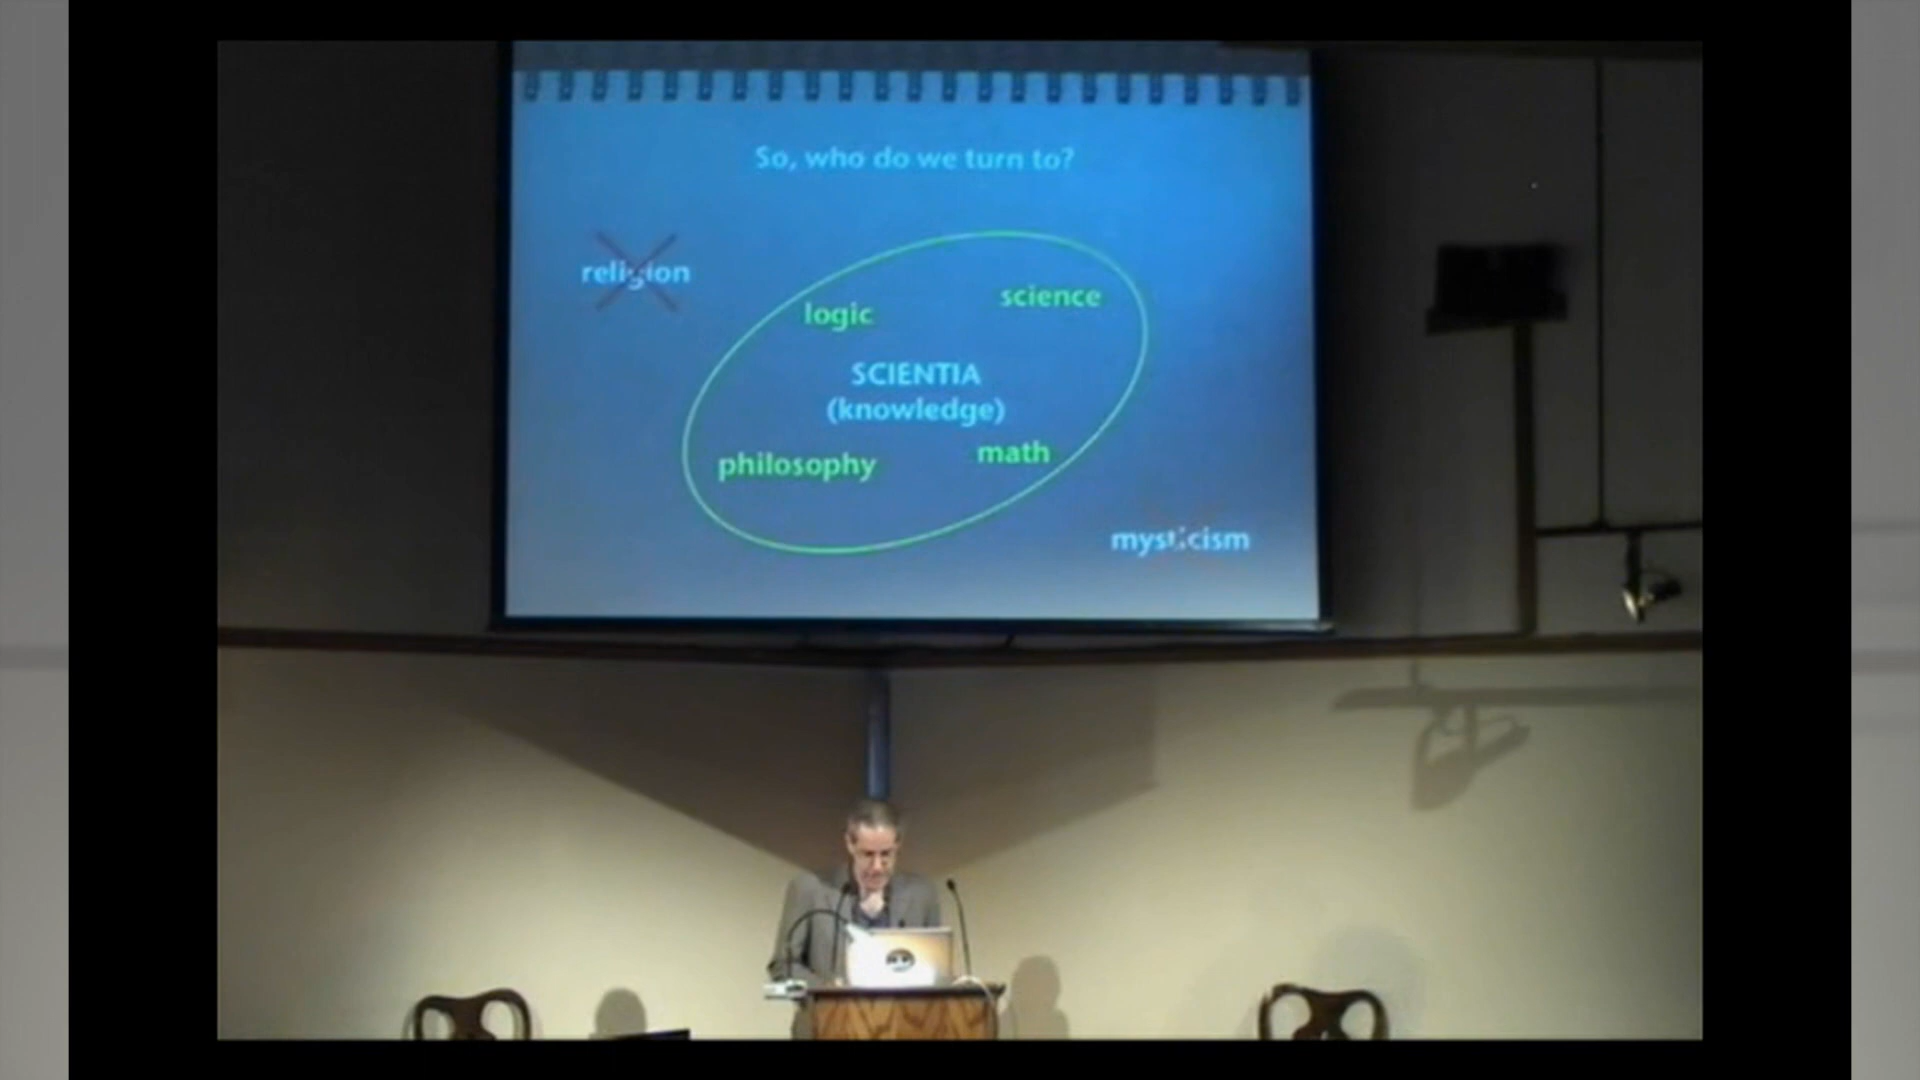 So, who do we turn to?
religion
logic
science
SCIENTIA
(knowledge)
philosophy
math
mysticism